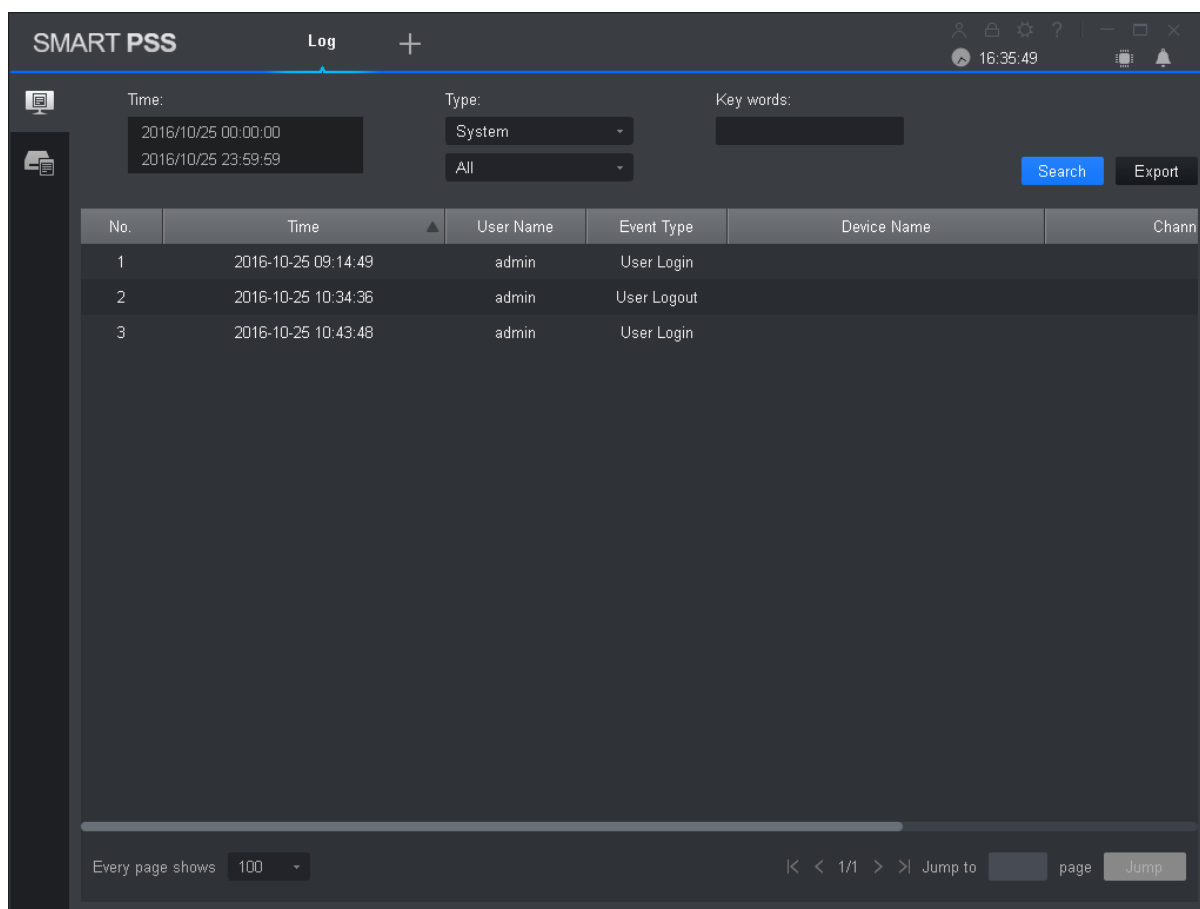 SMART PSS Log + ?
16:35:49
Time: Type: Key words:
2016/10/25 00:00:00 System
2016/10/25 23:59:59 All
Search Export
No. Time User Name Event Type Device Name Chann
1 2016-10-25 09:14:49 admin User Login
2 2016-10-25 10:34:36 admin User Logout
3 2016-10-25 10:43:48 admin User Login
Every page shows 100 1/1 Jump to page Jump